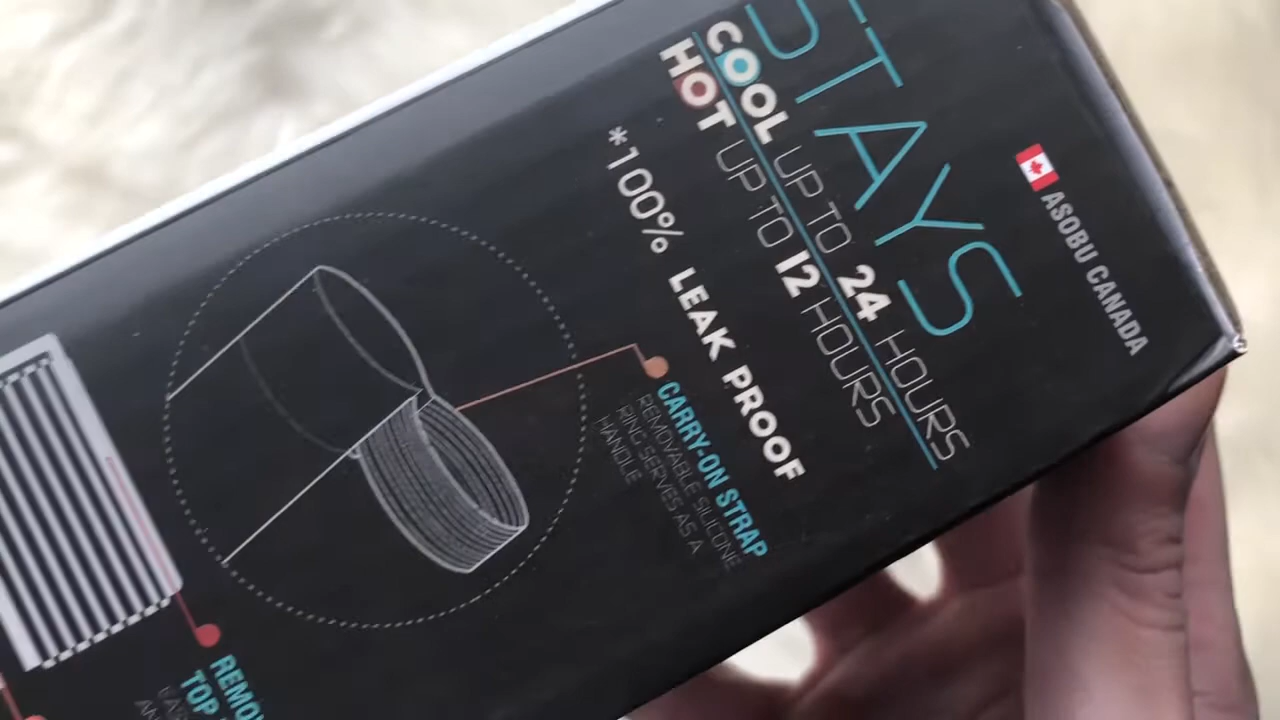 ASOBU CANADA
STAYS
COOL UP TO 24 HOURS
HOT UP TO 12 HOURS
*100% LEAK PROOF
CARRY-ON STRAP
REMOVABLE SILICONE
RING SERVES AS A
HANDLE
TOP